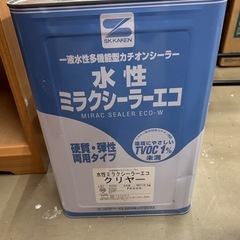 SK KAKEN
一液水性多機能型カチオンシーラー
水性
ミラクシーラーエコ
MIRAC SEALER ECO-W
硬質・弾性
両用タイプ
環境にやさしい
TVOC 1%
未満
水性ミラクシーラーエコ
クリヤー